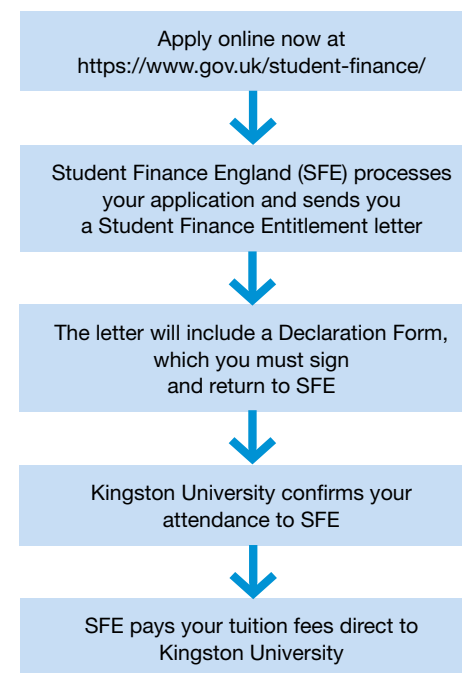 Apply online now at
https://www.gov.uk/student-finance/
Student Finance England (SFE) processes
your application and sends you
a Student Finance Entitlement letter
The letter will include a Declaration Form,
which you must sign
and return to SFE
Kingston University confirms your
attendance to SFE
SFE pays your tuition fees direct to
Kingston University